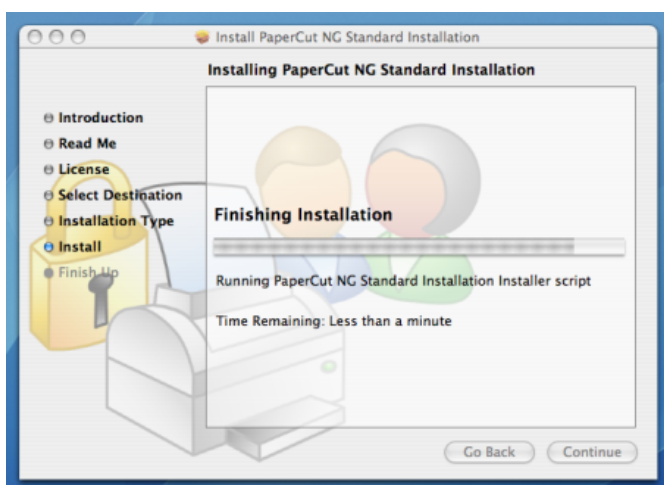 Install PaperCut NG Standard Installation
Installing PaperCut NG Standard Installation
Introduction
Read Me
License
Select Destination
Installation Type
Install
Finish Up
Finishing Installation
Running PaperCut NG Standard Installation Installer script
Time Remaining: Less than a minute
Go Back
Continue